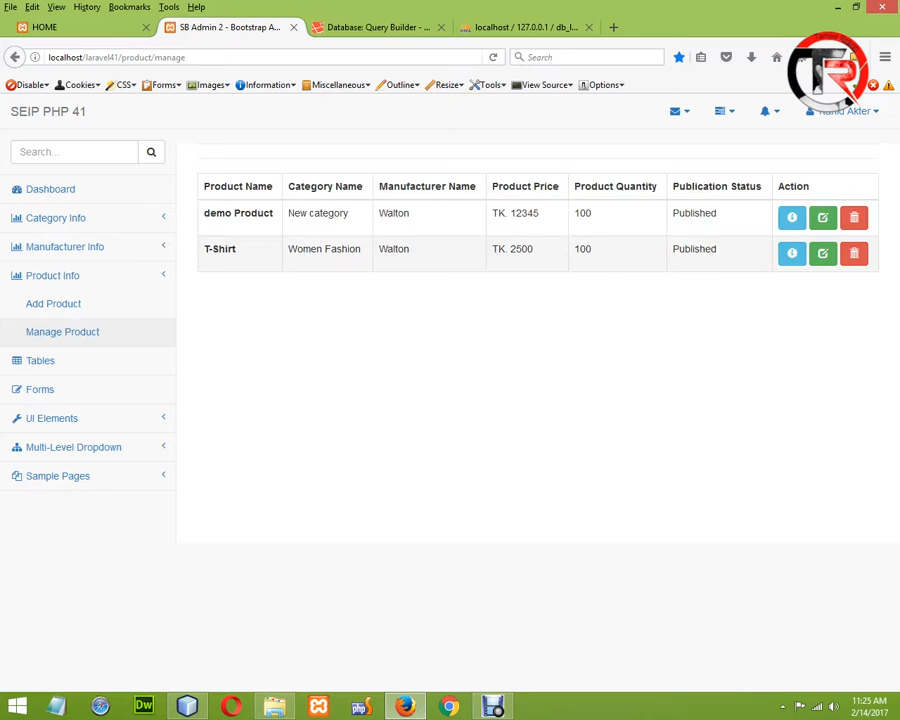 File Edit View History Bookmarks Tools Help
HOME
SB Admin 2 - Bootstrap A...
Database: Query Builder - ...
localhost / 127.0.0.1 / db_l...
localhost/laravel41/product/manage
Search
Disable Cookies CSS Forms Images Information Miscellaneous Outline Resize Tools View Source Options
SEIP PHP 41
Akter
Search...
Dashboard
Category Info
Manufacturer Info
Product Info
Add Product
Manage Product
Tables
Forms
UI Elements
Multi-Level Dropdown
Sample Pages
Product Name Category Name Manufacturer Name Product Price Product Quantity Publication Status Action
demo Product New category Walton TK. 12345 100 Published
T-Shirt Women Fashion Walton TK. 2500 100 Published
Dw
php
11:25 AM
2/14/2017